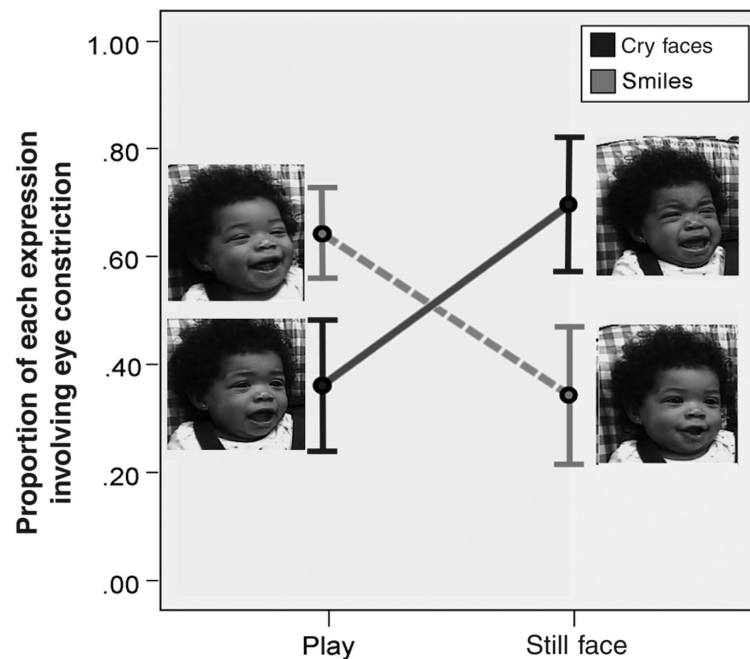 1.00
.80
.60
.40
.20
.00
Proportion of each expression
involving eye constriction
Cry faces
Smiles
Play
Still face